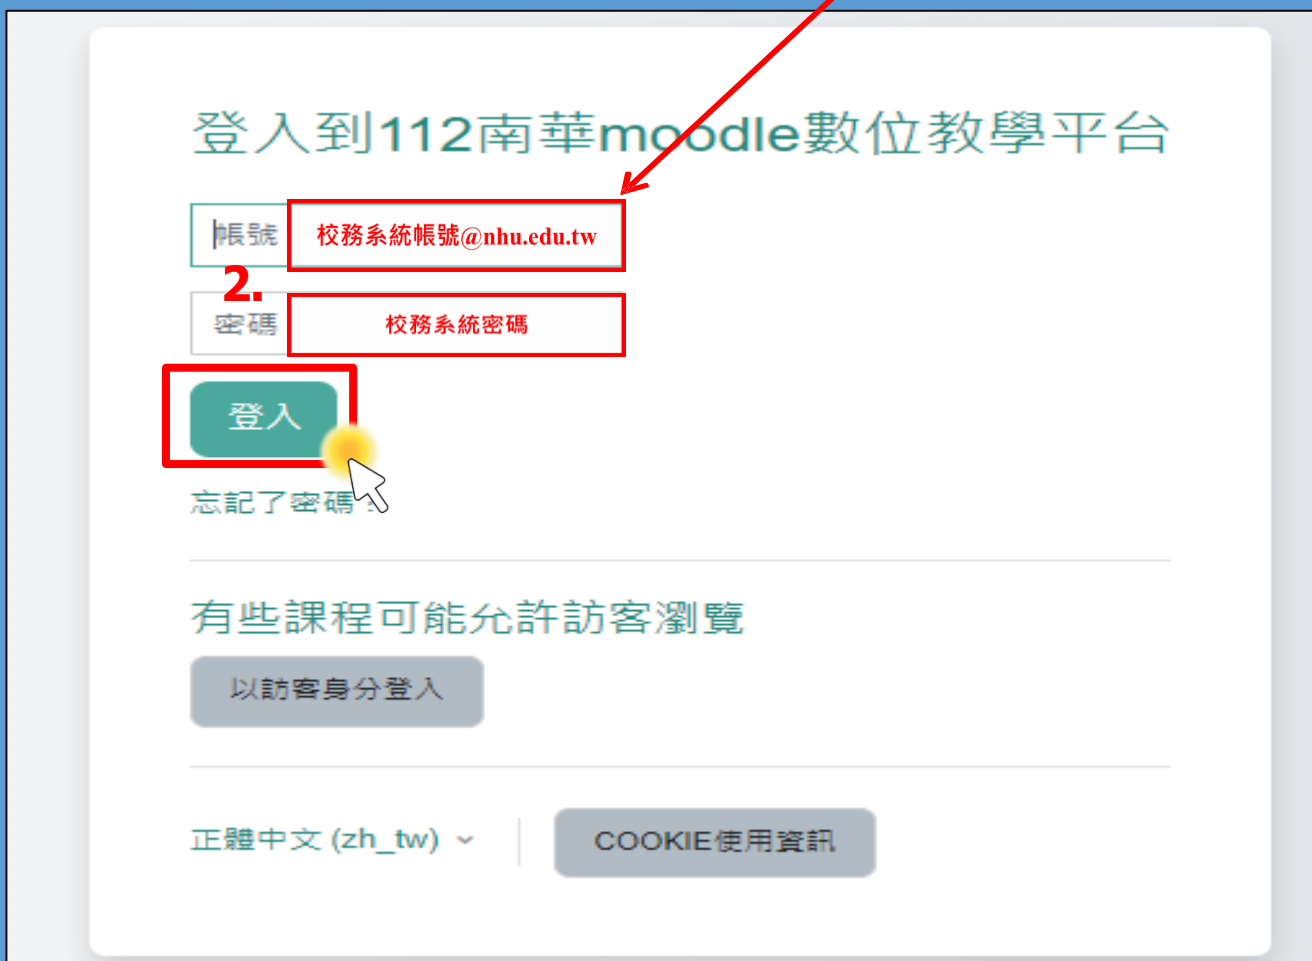 登入到112南華moodle數位教學平台
帳號 校務系統帳號@nhu.edu.tw
2.
密碼 校務系統密碼
登入
忘記了密碼
有些課程可能允許訪客瀏覽
以訪客身分登入
正體中文 (zh_tw)
COOKIE使用資訊